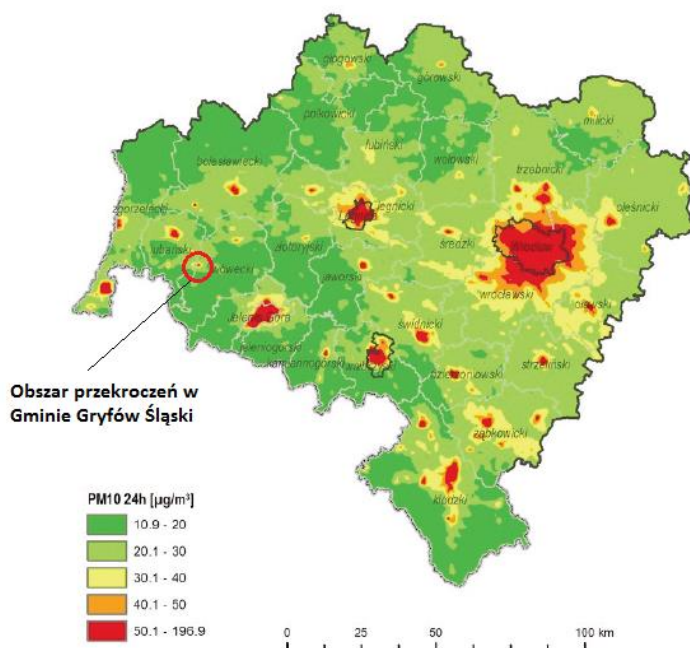 głogowski
górowski
polkowicki
milicki
lubiński
wołowski
trzebnicki
bolesławiecki
zgorzelecki
legnicki
oleśnicki
lubański
złotoryjski
średzki
Wrocław
lwówecki
jaworski
wrocławski
Jelenia Góra
oławski
świdnicki
jeleniogórski
kamiennogórski
strzeliński
dzierżoniowski
Obszar przekroczeń w
Gminie Gryfów Śląski
ząbkowicki
kłodzki
PM10 24h [µg/m³]
10.9 - 20
20.1 - 30
30.1 - 40
40.1 - 50
50.1 - 196.9
0 25 50 100 km